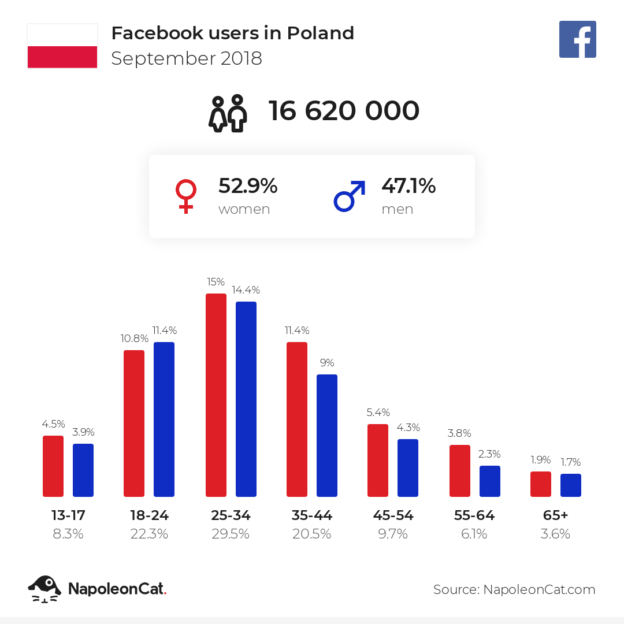 Facebook users in Poland
September 2018
f
16 620 000
52.9% 47.1%
women men
15%
14.4%
10.8% 11.4% 11.4%
9%
4.5% 3.9% 5.4% 4.3% 3.8% 2.3% 1.9% 1.7%
13-17 18-24 25-34 35-44 45-54 55-64 65+
8.3% 22.3% 29.5% 20.5% 9.7% 6.1% 3.6%
NapoleonCat. Source: NapoleonCat.com